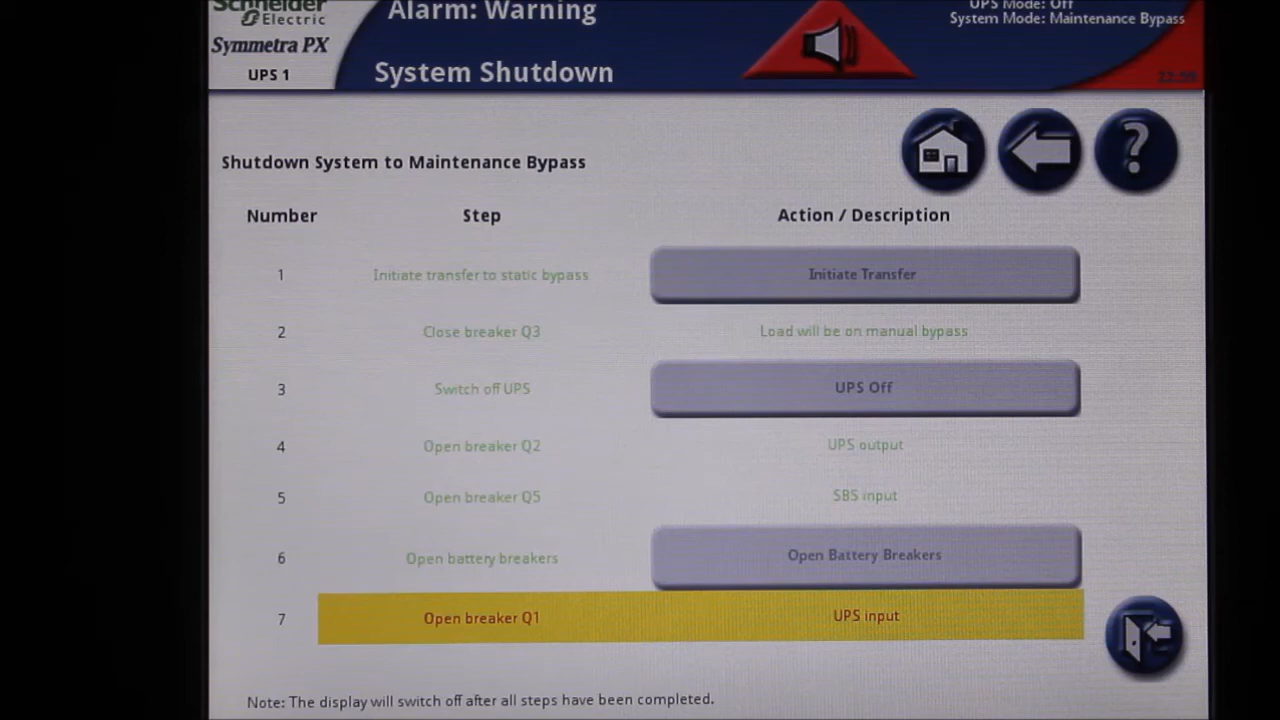 Schneider
Electric
Symmetra PX
UPS 1
Alarm: Warning
System Shutdown
UPS Mode: Off
System Mode: Maintenance Bypass
Shutdown System to Maintenance Bypass
Number Step Action / Description
1 Initiate transfer to static bypass Initiate Transfer
2 Close breaker Q3 Load will be on manual bypass
3 Switch off UPS UPS Off
4 Open breaker Q2 UPS output
5 Open breaker Q5 SBS input
6 Open battery breakers Open Battery Breakers
7 Open breaker Q1 UPS input
Note: The display will switch off after all steps have been completed.